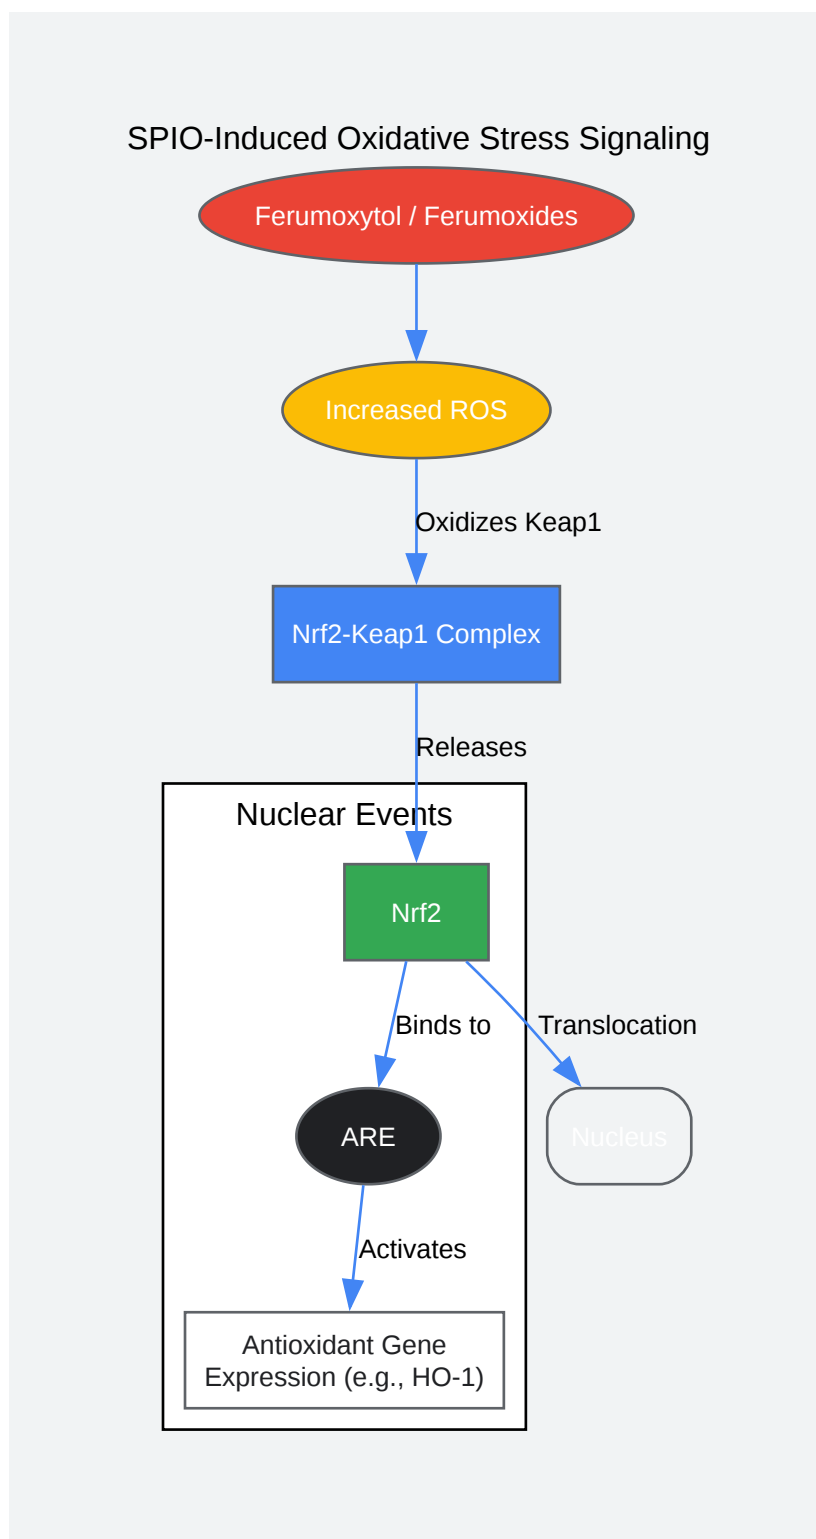 SPIO-Induced Oxidative Stress Signaling
Ferumoxytol / Ferumoxides
Increased ROS
Oxidizes Keap1
Nrf2-Keap1 Complex
Releases
Nuclear Events
Nrf2
Binds to
Translocation
ARE
Nucleus
Activates
Antioxidant Gene
Expression (e.g., HO-1)